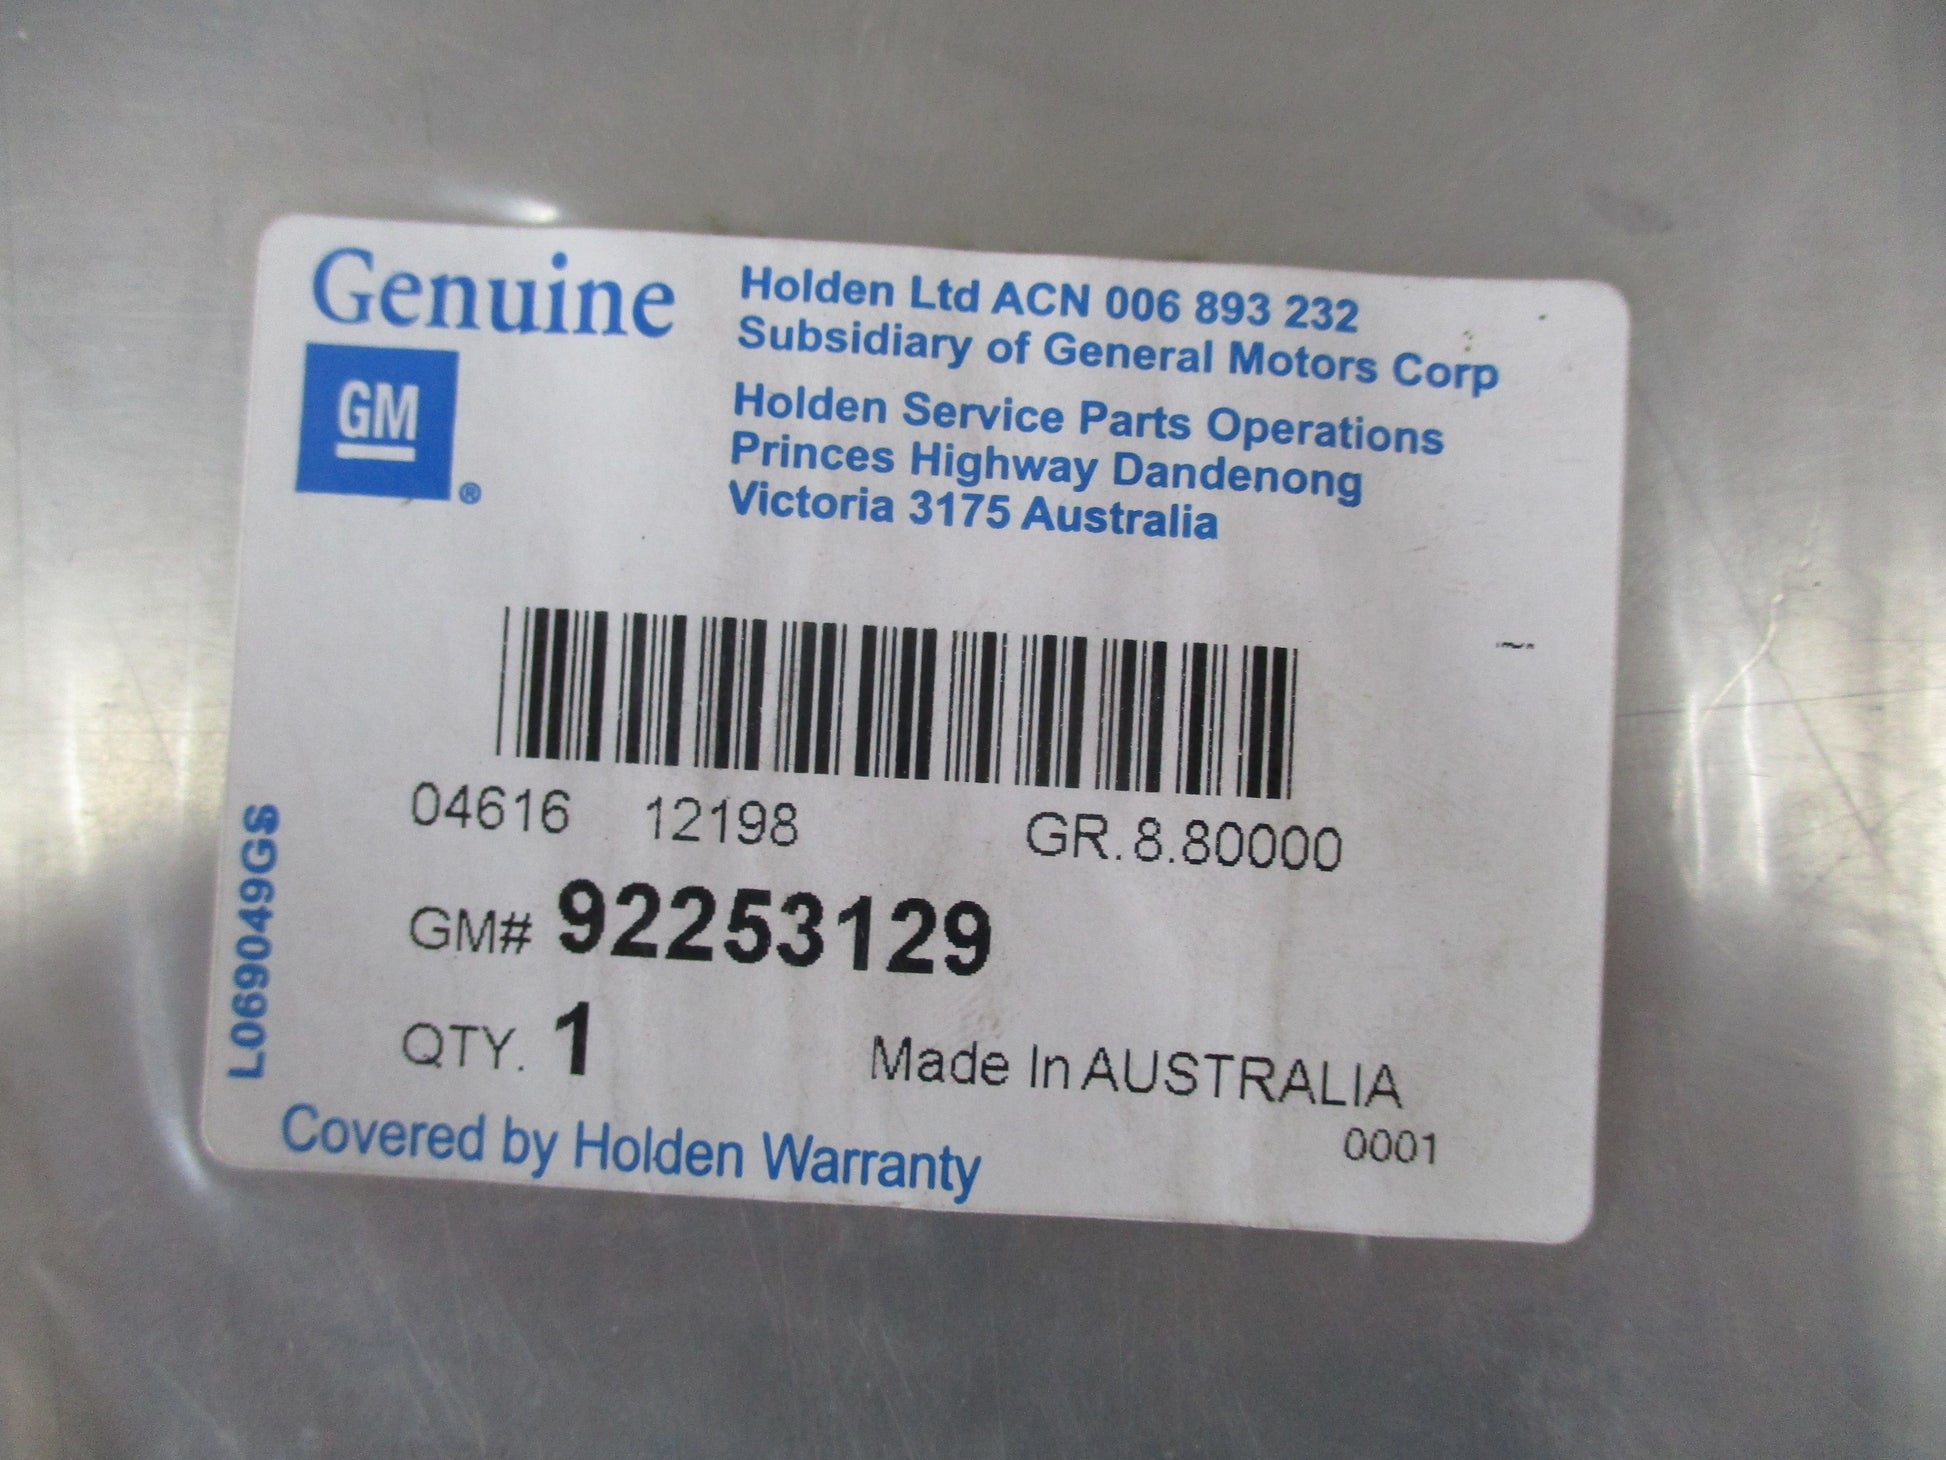 Genuine
GM
®
Holden Ltd ACN 006 893 232
Subsidiary of General Motors Corp
Holden Service Parts Operations
Princes Highway Dandenong
Victoria 3175 Australia
04616 12198 GR.8.80000
GM# 92253129
QTY. 1 Made In AUSTRALIA
0001
Covered by Holden Warranty
L069049GS